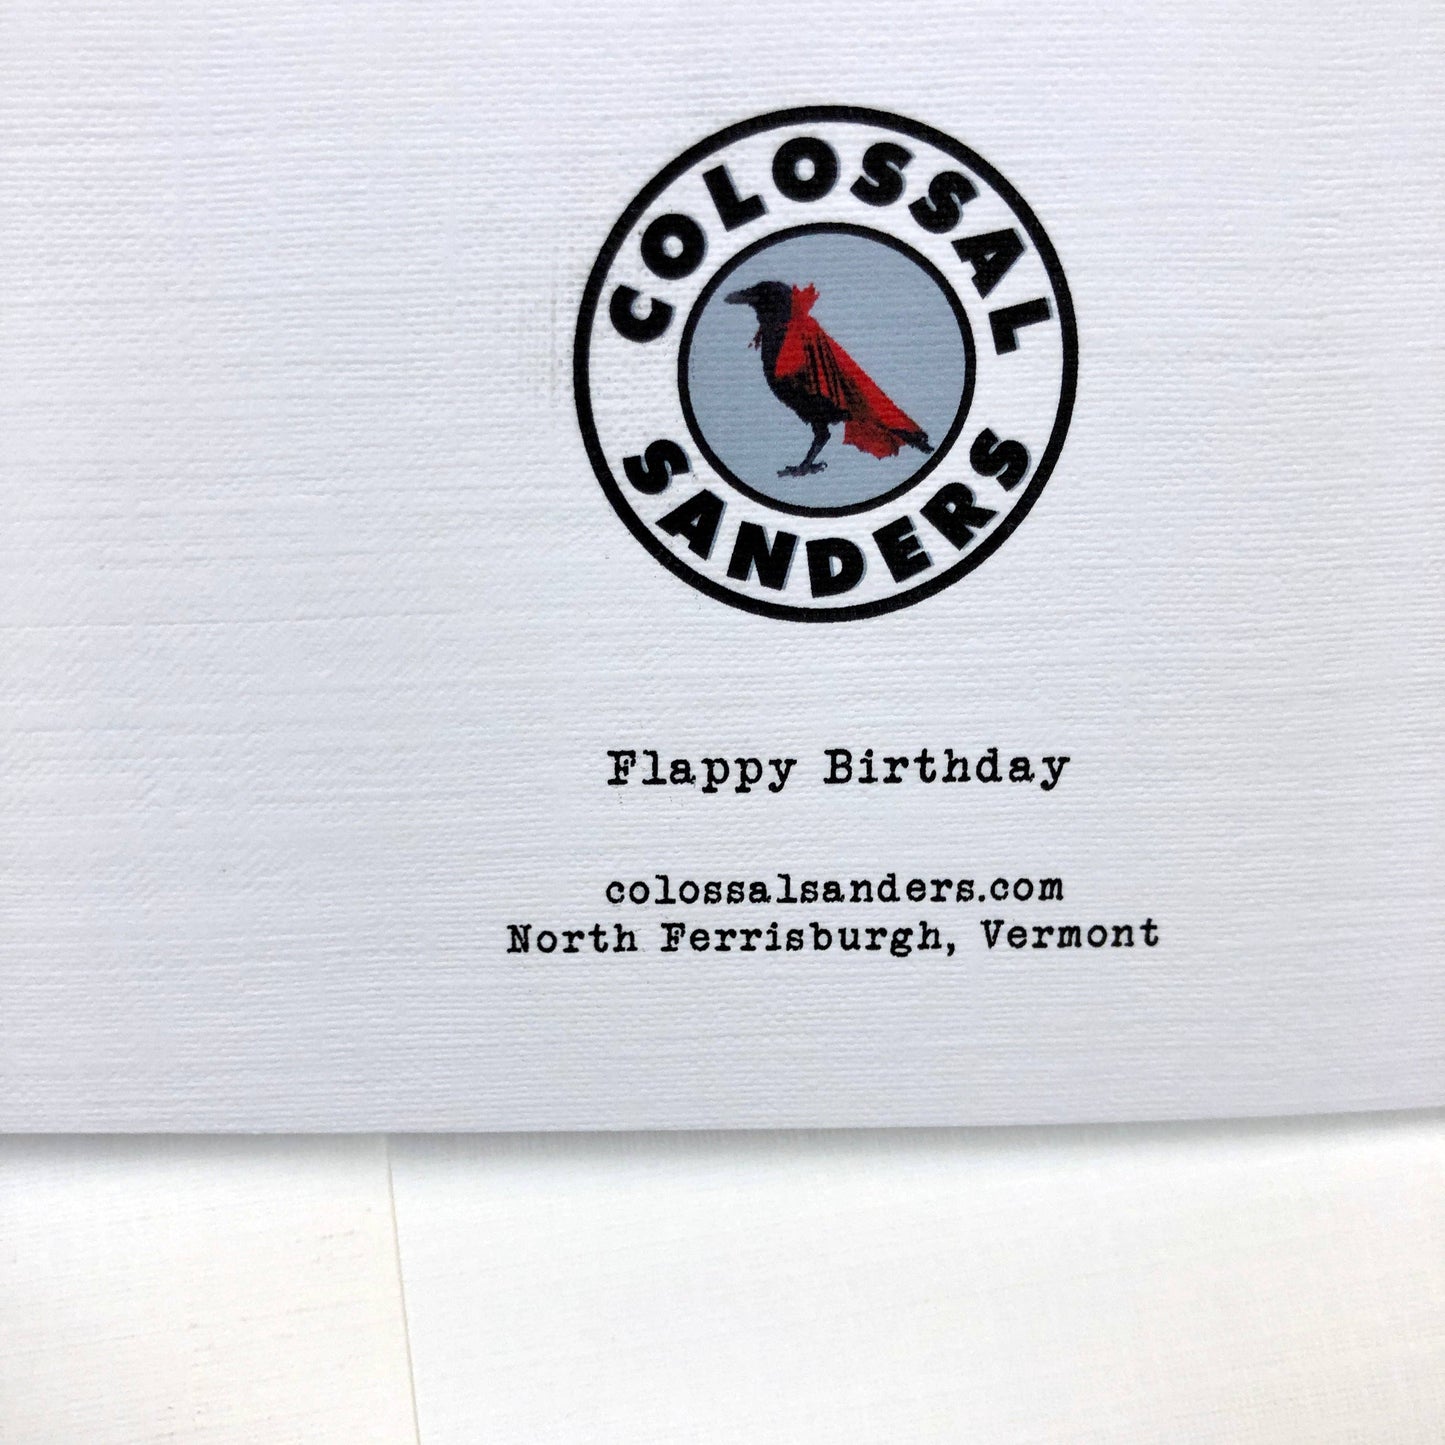 COLOSSAL
SANDERS
Flappy Birthday
colossalsanders.com
North Ferrisburgh, Vermont